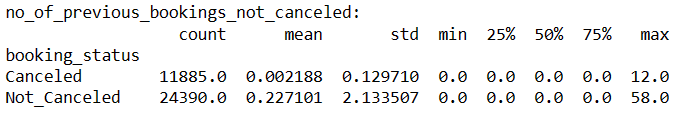 no_of_previous_bookings_not_canceled:
count mean std min 25% 50% 75% max
booking_status
Canceled 11885.0 0.002188 0.129710 0.0 0.0 0.0 0.0 12.0
Not_Canceled 24390.0 0.227101 2.133507 0.0 0.0 0.0 0.0 58.0